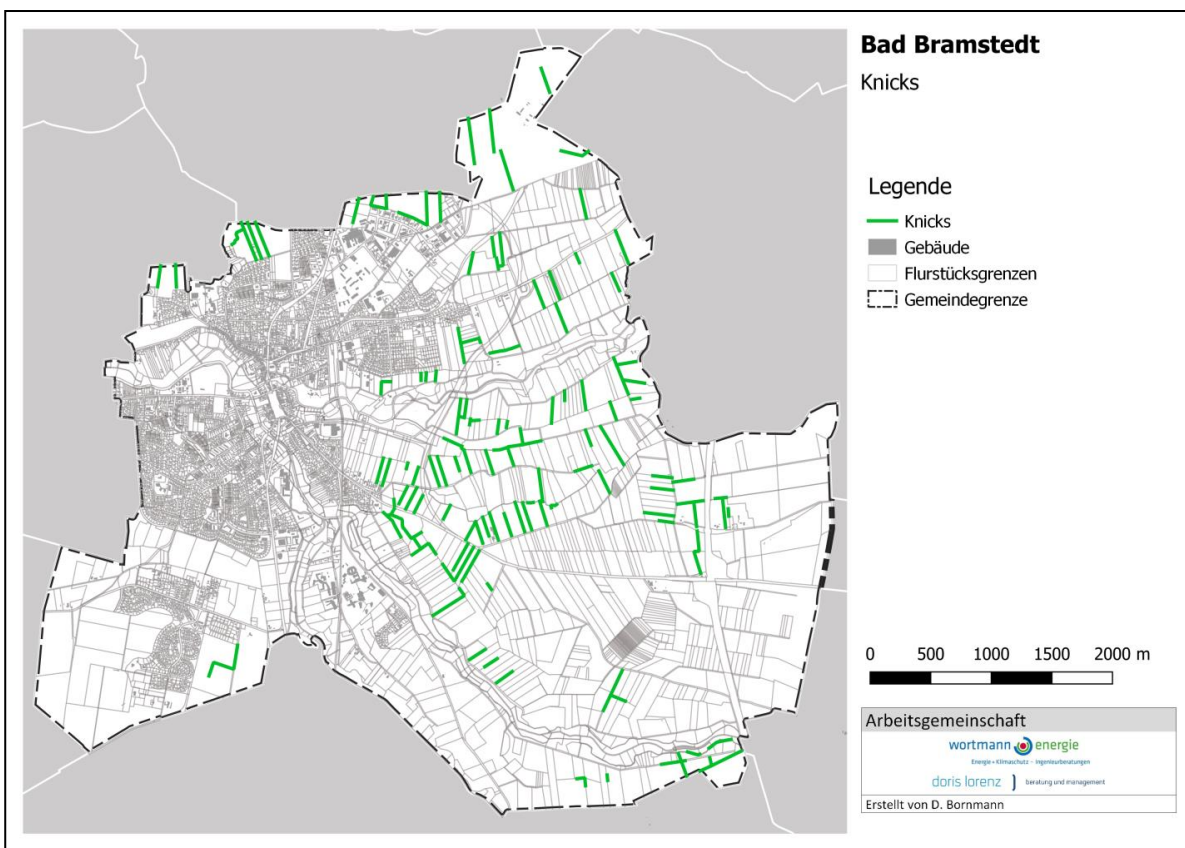 Bad Bramstedt
Knicks
Legende
Knicks
Gebäude
Flurstücksgrenzen
Gemeindegrenze
0 500 1000 1500 2000 m
Arbeitsgemeinschaft
wortmann energie
Energie + Klimaschutz – Ingenieurberatungen
doris lorenz beratung und management
Erstellt von D. Bornmann